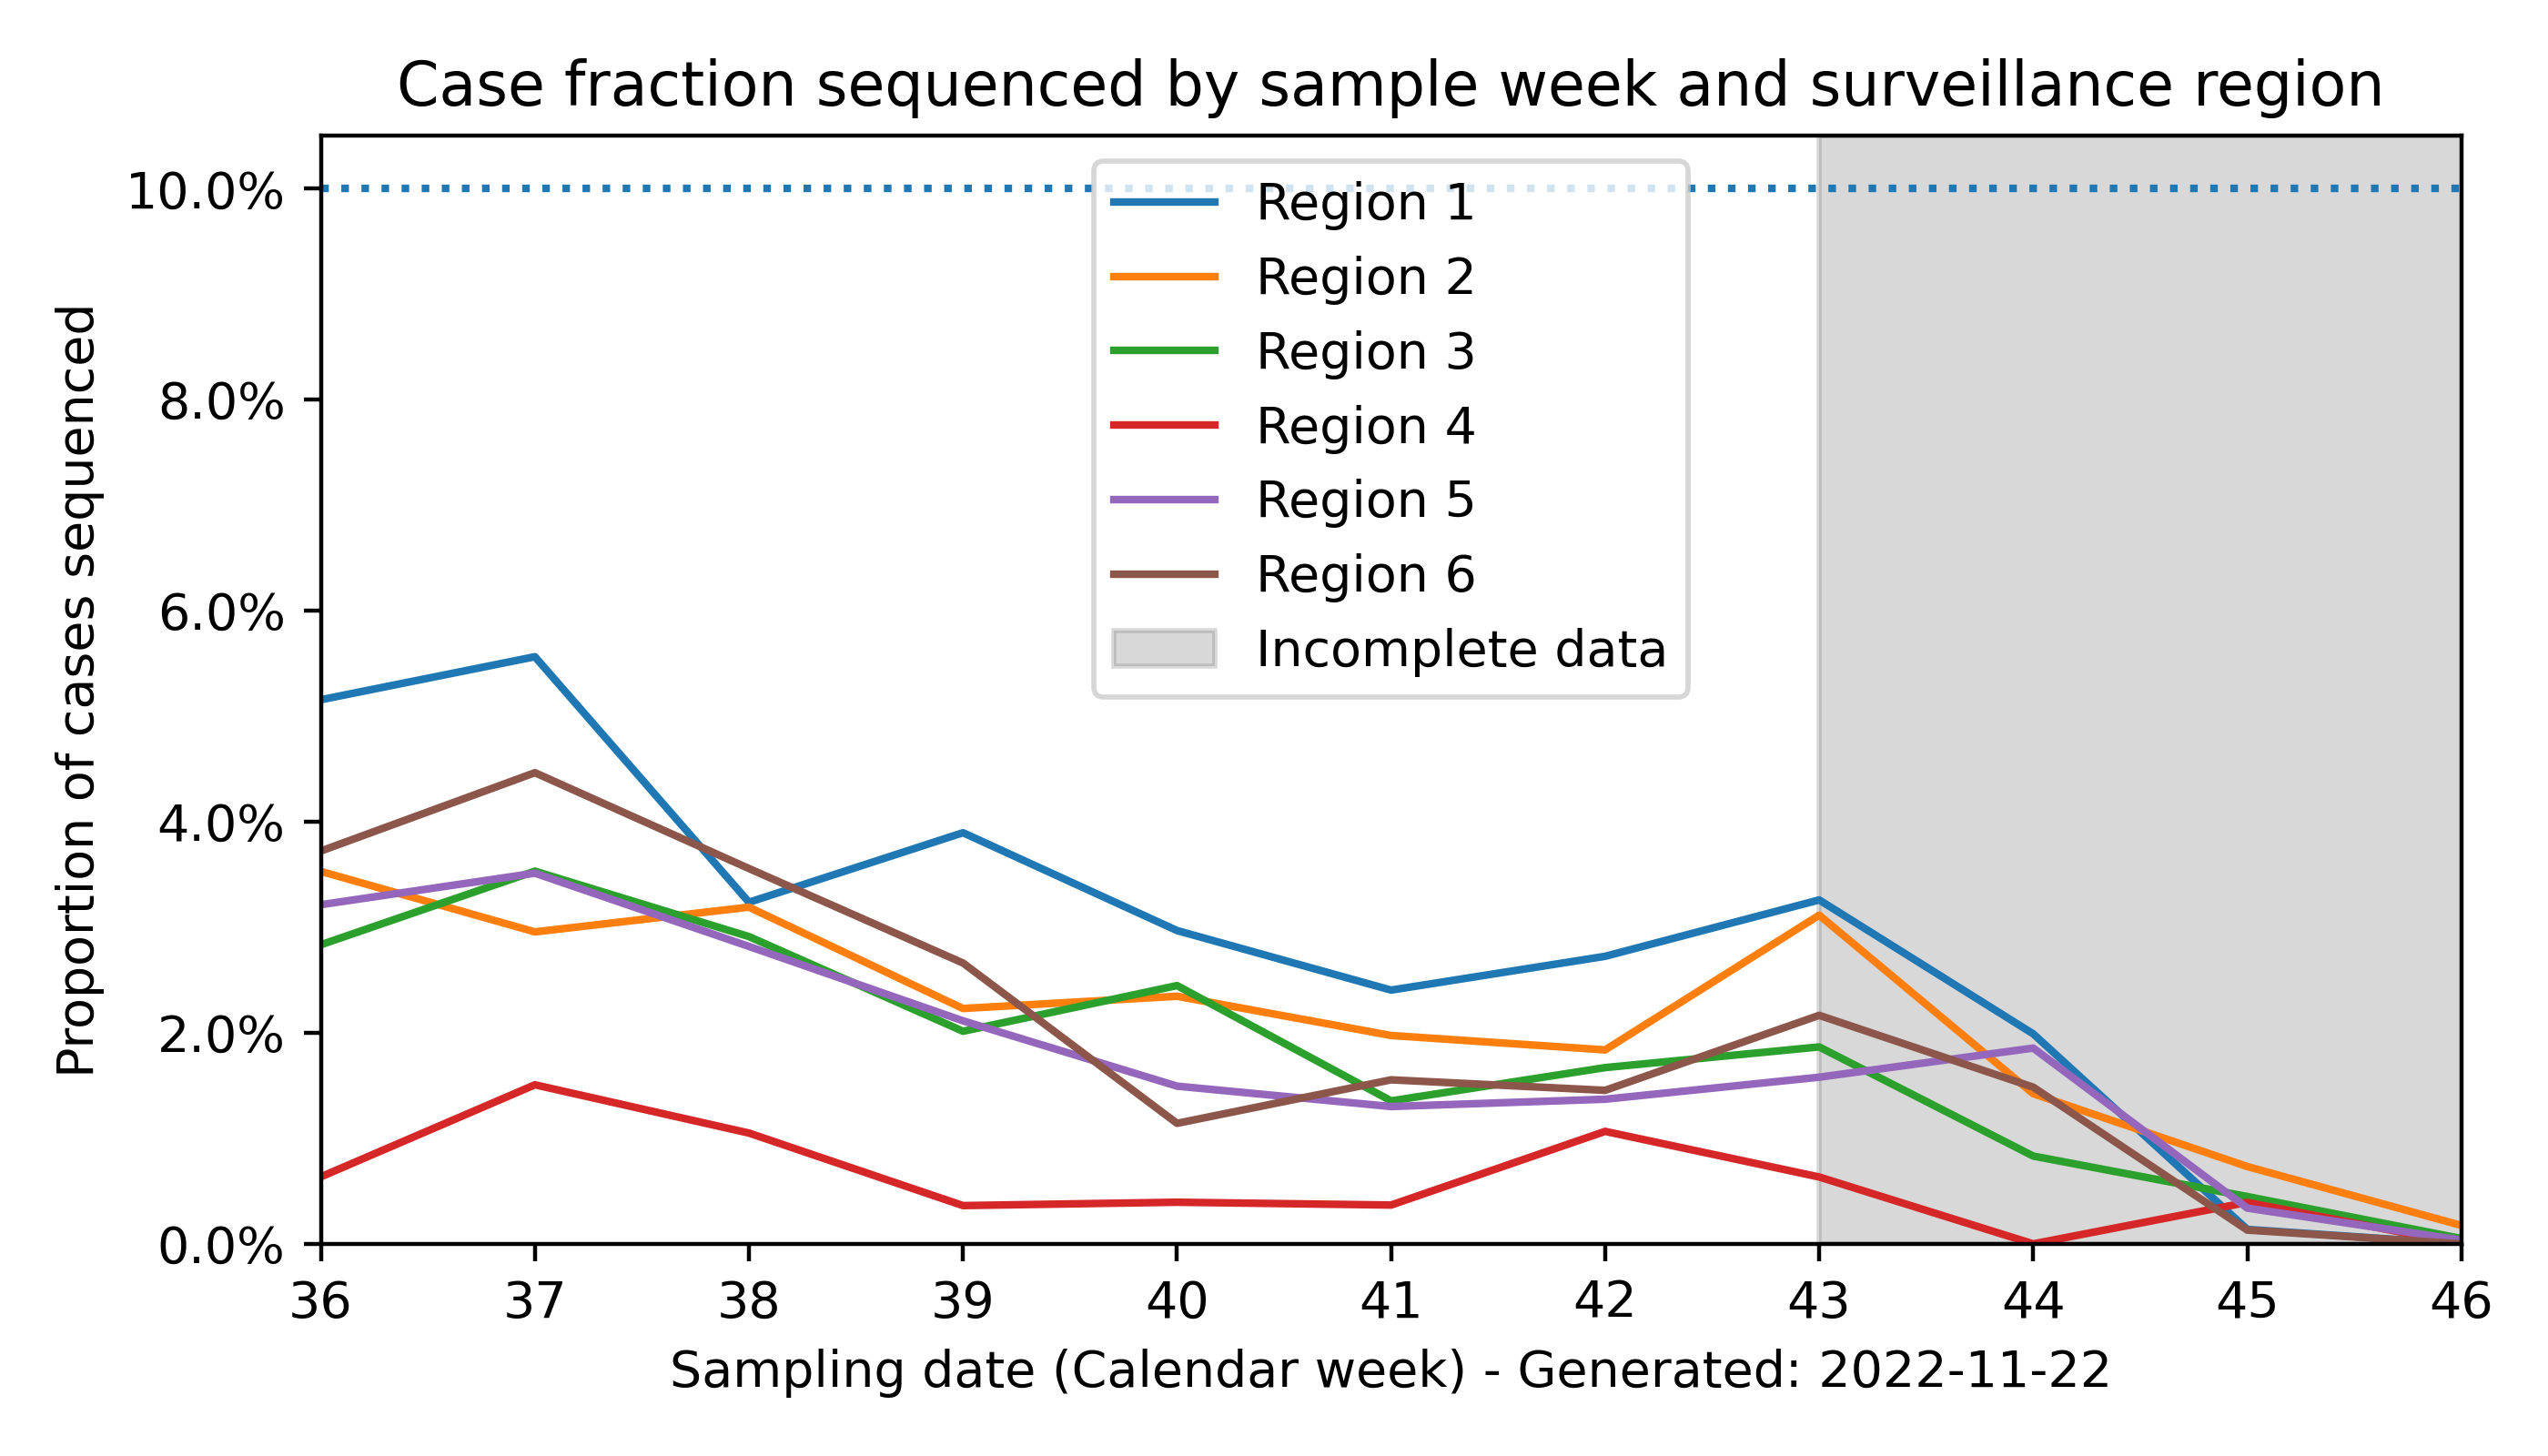 Case fraction sequenced by sample week and surveillance region
Proportion of cases sequenced
10.0%
8.0%
6.0%
4.0%
2.0%
0.0%
Region 1
Region 2
Region 3
Region 4
Region 5
Region 6
Incomplete data
36 37 38 39 40 41 42 43 44 45 46
Sampling date (Calendar week) - Generated: 2022-11-22